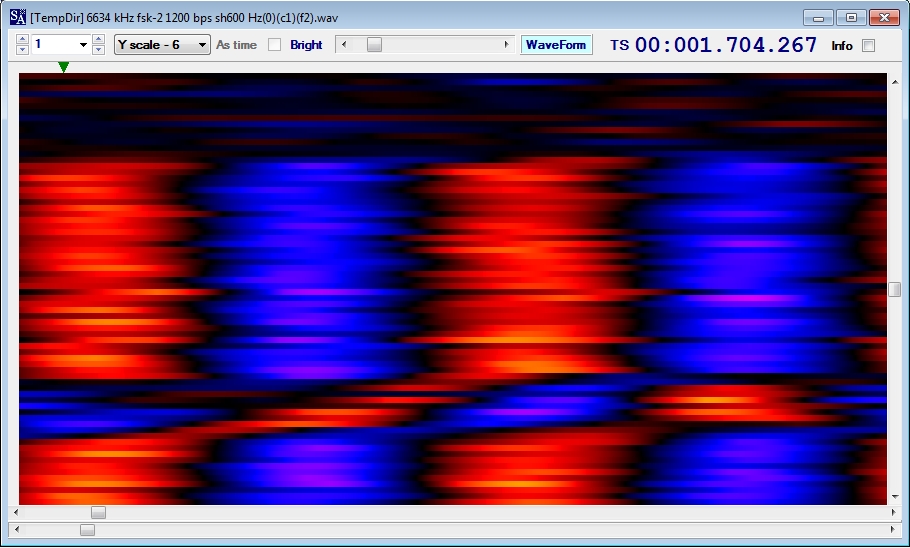 SA [TempDir] 6634 kHz fsk-2 1200 bps sh600 Hz(0)(c1)(f2).wav
1 Y scale - 6 As time Bright WaveForm TS 00:001.704.267 Info